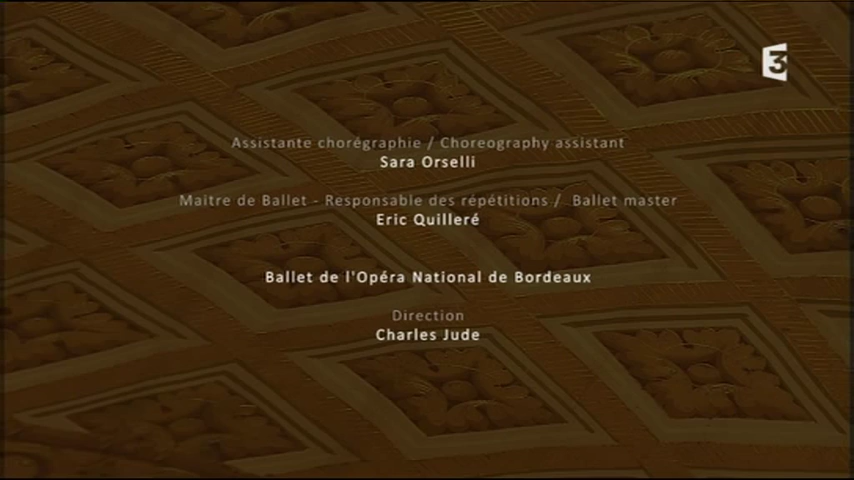 3
Assistante chorégraphie / Choreography assistant
Sara Orselli
Maitre de Ballet - Responsable des répétitions / Ballet master
Eric Quilleré
Ballet de l'Opéra National de Bordeaux
Direction
Charles Jude